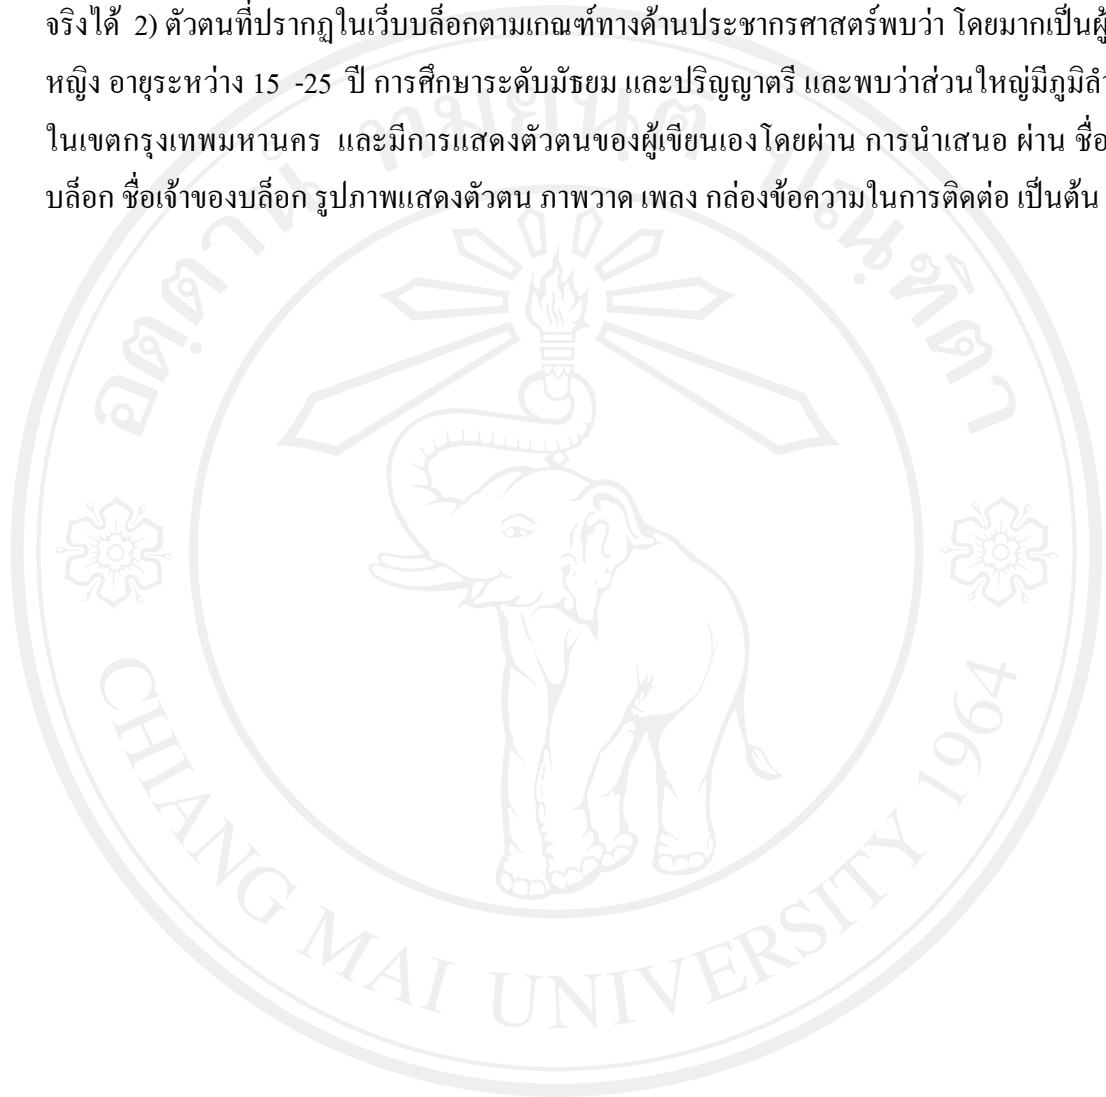 จริงได้ 2) ตัวตนที่ปรากฏในเว็บบล็อกตามเกณฑ์ทางด้านประชากรศาสตร์พบว่า โดยมากเป็นผู้
หญิง อายุระหว่าง 15 -25 ปี การศึกษาระดับมัธยม และปริญญาตรี และพบว่าส่วนใหญ่มี
ในเขตกรุงเทพมหานคร และมีการแสดงตัวตนของผู้เขียนเองโดยผ่าน การนำเสนอ ผ่าน ชื่อ
บล็อก ชื่อเจ้าของบล็อก รูปภาพแสดงตัวตน ภาพวาด เพลง กล่องข้อความในการติดต่อ เป็นต้น
อตฺตานํ ทมยนฺติ ปณฺฑิตา
CHIANG MAI UNIVERSITY 1964